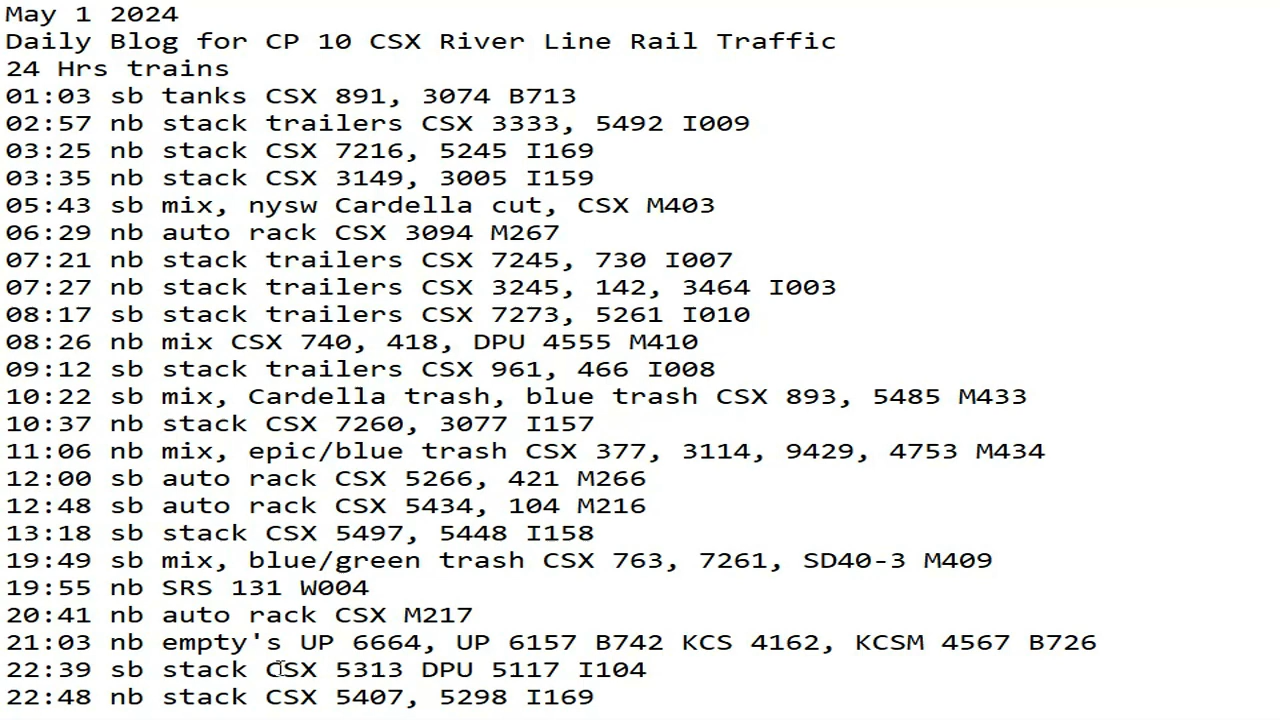 May 1 2024
Daily Blog for CP 10 CSX River Line Rail Traffic
24 Hrs trains
01:03 sb tanks CSX 891, 3074 B713
02:57 nb stack trailers CSX 3333, 5492 I009
03:25 nb stack CSX 7216, 5245 I169
03:35 nb stack CSX 3149, 3005 I159
05:43 sb mix, nysw Cardella cut, CSX M403
06:29 nb auto rack CSX 3094 M267
07:21 nb stack trailers CSX 7245, 730 I007
07:27 nb stack trailers CSX 3245, 142, 3464 I003
08:17 sb stack trailers CSX 7273, 5261 I010
08:26 nb mix CSX 740, 418, DPU 4555 M410
09:12 sb stack trailers CSX 961, 466 I008
10:22 sb mix, Cardella trash, blue trash CSX 893, 5485 M433
10:37 nb stack CSX 7260, 3077 I157
11:06 nb mix, epic/blue trash CSX 377, 3114, 9429, 4753 M434
12:00 sb auto rack CSX 5266, 421 M266
12:48 sb auto rack CSX 5434, 104 M216
13:18 sb stack CSX 5497, 5448 I158
19:49 sb mix, blue/green trash CSX 763, 7261, SD40-3 M409
19:55 nb SRS 131 W004
20:41 nb auto rack CSX M217
21:03 nb empty's UP 6664, UP 6157 B742 KCS 4162, KCSM 4567 B726
22:39 sb stack CSX 5313 DPU 5117 I104
22:48 nb stack CSX 5407, 5298 I169